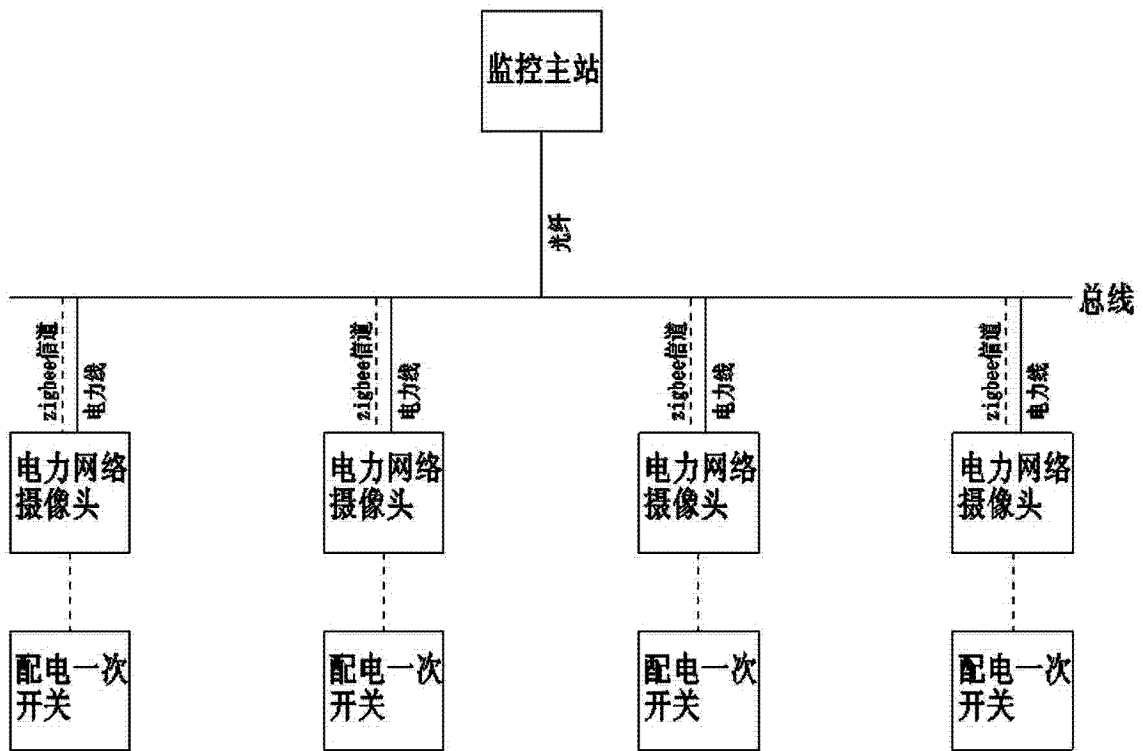 监控主站
光纤
总线
zigbee信道
电力线
zigbee信道
电力线
zigbee信道
电力线
zigbee信道
电力线
电力网络
摄像头
电力网络
摄像头
电力网络
摄像头
电力网络
摄像头
配电一次
开关
配电一次
开关
配电一次
开关
配电一次
开关